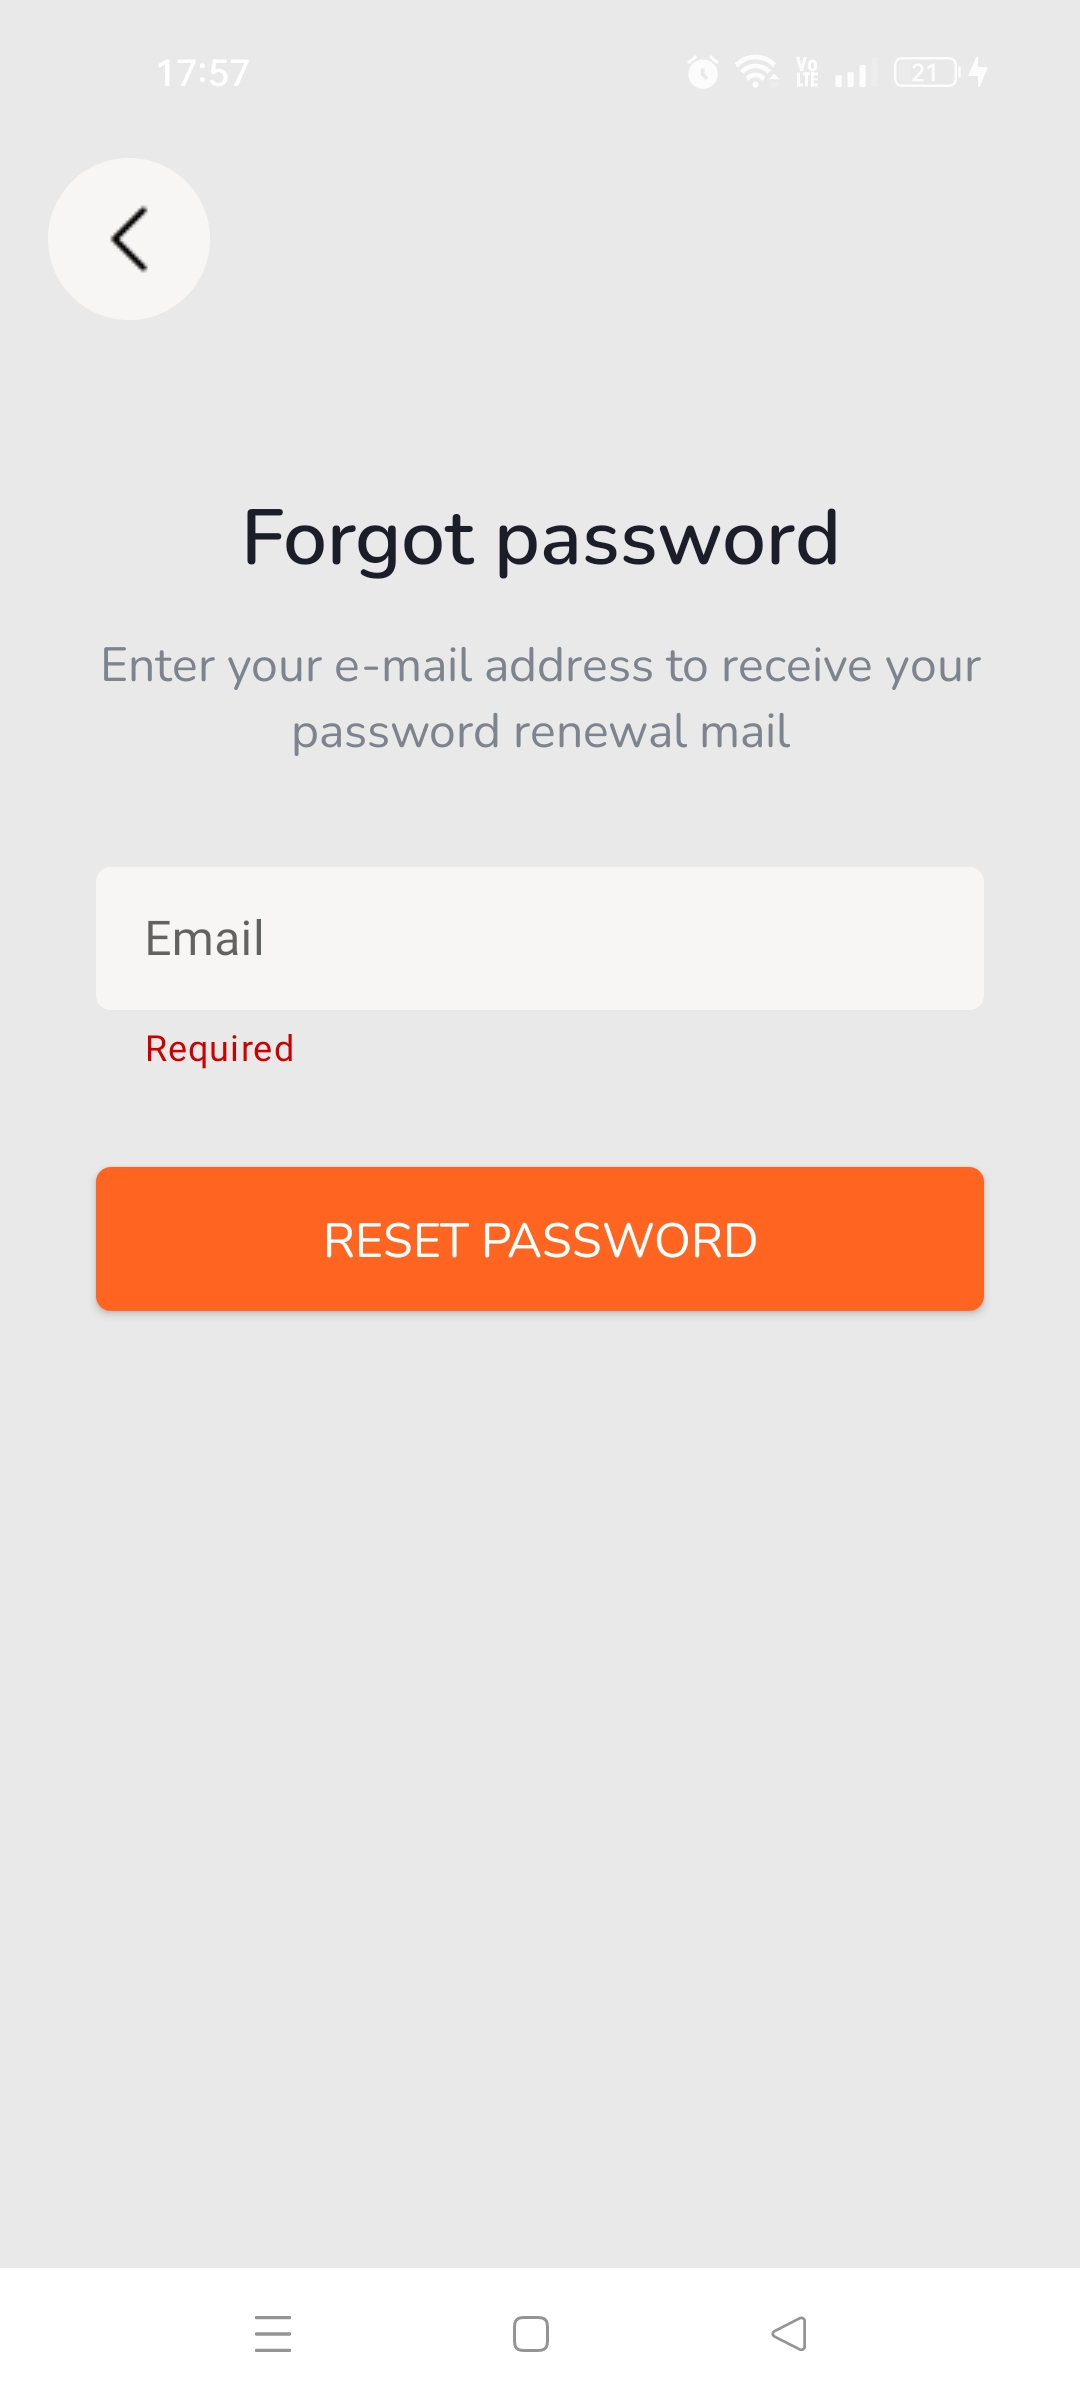 17:57
Vo
LTE
21
Forgot password
Enter your e-mail address to receive your
password renewal mail
Email
Required
RESET PASSWORD